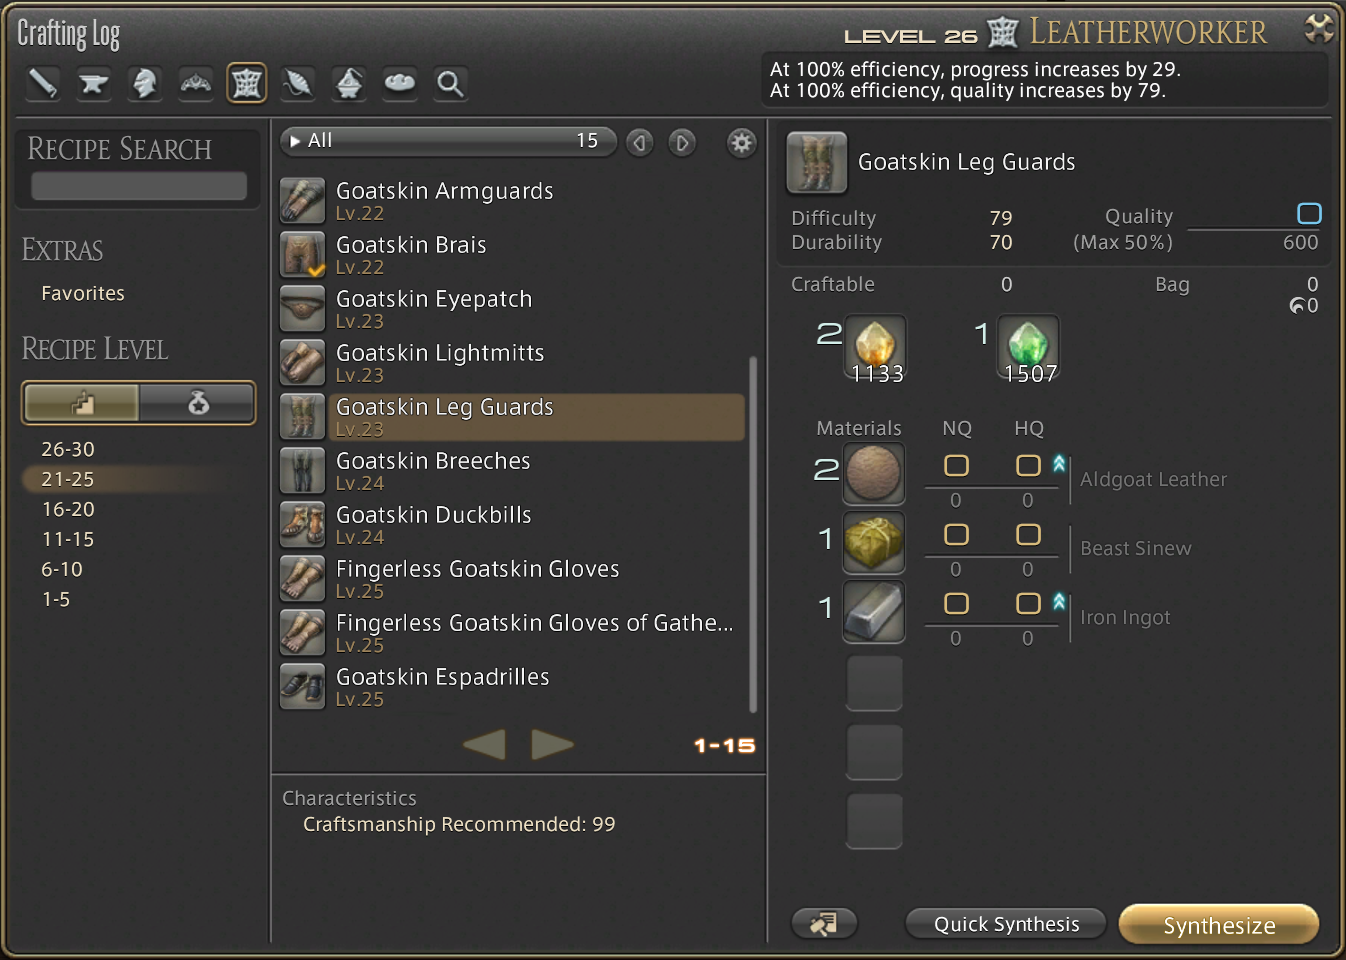 Crafting Log
LEVEL 26 LEATHERWORKER
At 100% efficiency, progress increases by 29.
At 100% efficiency, quality increases by 79.
RECIPE SEARCH
EXTRAS
Favorites
RECIPE LEVEL
26-30
21-25
16-20
11-15
6-10
1-5
All 15
Goatskin Armguards
Lv.22
Goatskin Brais
Lv.22
Goatskin Eyepatch
Lv.23
Goatskin Lightmitts
Lv.23
Goatskin Leg Guards
Lv.23
Goatskin Breeches
Lv.24
Goatskin Duckbills
Lv.24
Fingerless Goatskin Gloves
Lv.25
Fingerless Goatskin Gloves of Gathe...
Lv.25
Goatskin Espadrilles
Lv.25
1-15
Characteristics
Craftsmanship Recommended: 99
Goatskin Leg Guards
Difficulty 79 Quality
Durability 70 (Max 50%) 600
Craftable 0 Bag 0
0
2 1133 1 1507
Materials NQ HQ
2 Aldgoat Leather
0 0
1 Beast Sinew
0 0
1 Iron Ingot
0 0
Quick Synthesis Synthesize